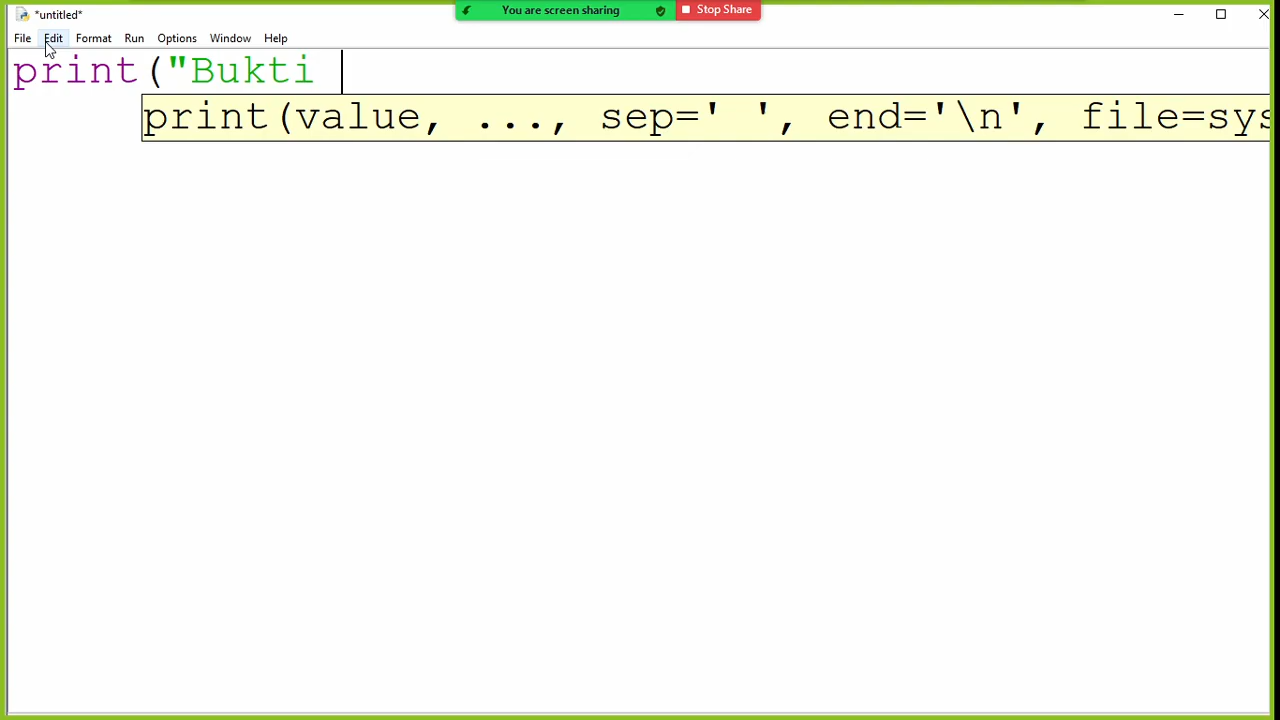 *untitled*
You are screen sharing
Stop Share
File Edit Format Run Options Window Help
print("Bukti
print(value, ..., sep=' ', end='\n', file=sys